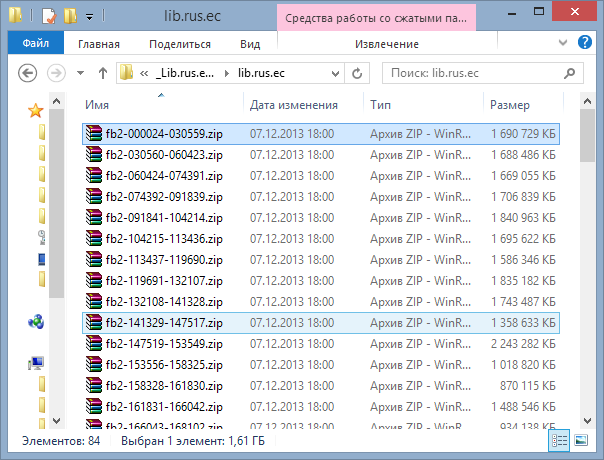 lib.rus.ec
Средства работы со сжатыми па...
Файл Главная Поделиться Вид Извлечение
« _Lib.rus.e... lib.rus.ec Поиск: lib.rus.ec
Имя Дата изменения Тип Размер
fb2-000024-030559.zip 07.12.2013 18:00 Архив ZIP - WinR... 1 690 729 КБ
fb2-030560-060423.zip 07.12.2013 18:00 Архив ZIP - WinR... 1 688 486 КБ
fb2-060424-074391.zip 07.12.2013 18:00 Архив ZIP - WinR... 1 669 055 КБ
fb2-074392-091839.zip 07.12.2013 18:00 Архив ZIP - WinR... 1 706 839 КБ
fb2-091841-104214.zip 07.12.2013 18:00 Архив ZIP - WinR... 1 840 963 КБ
fb2-104215-113436.zip 07.12.2013 18:00 Архив ZIP - WinR... 1 695 622 КБ
fb2-113437-119690.zip 07.12.2013 18:00 Архив ZIP - WinR... 1 586 346 КБ
fb2-119691-132107.zip 07.12.2013 18:00 Архив ZIP - WinR... 1 835 182 КБ
fb2-132108-141328.zip 07.12.2013 18:00 Архив ZIP - WinR... 1 743 487 КБ
fb2-141329-147517.zip 07.12.2013 18:00 Архив ZIP - WinR... 1 358 633 КБ
fb2-147519-153549.zip 07.12.2013 18:00 Архив ZIP - WinR... 2 243 282 КБ
fb2-153556-158325.zip 07.12.2013 18:00 Архив ZIP - WinR... 1 018 820 КБ
fb2-158328-161830.zip 07.12.2013 18:00 Архив ZIP - WinR... 870 115 КБ
fb2-161831-166042.zip 07.12.2013 18:00 Архив ZIP - WinR... 1 488 546 КБ
fb2-166043-168102.zip 07.12.2013 18:00 Архив ZIP - WinR... 934 138 КБ
Элементов: 84 Выбран 1 элемент: 1,61 ГБ